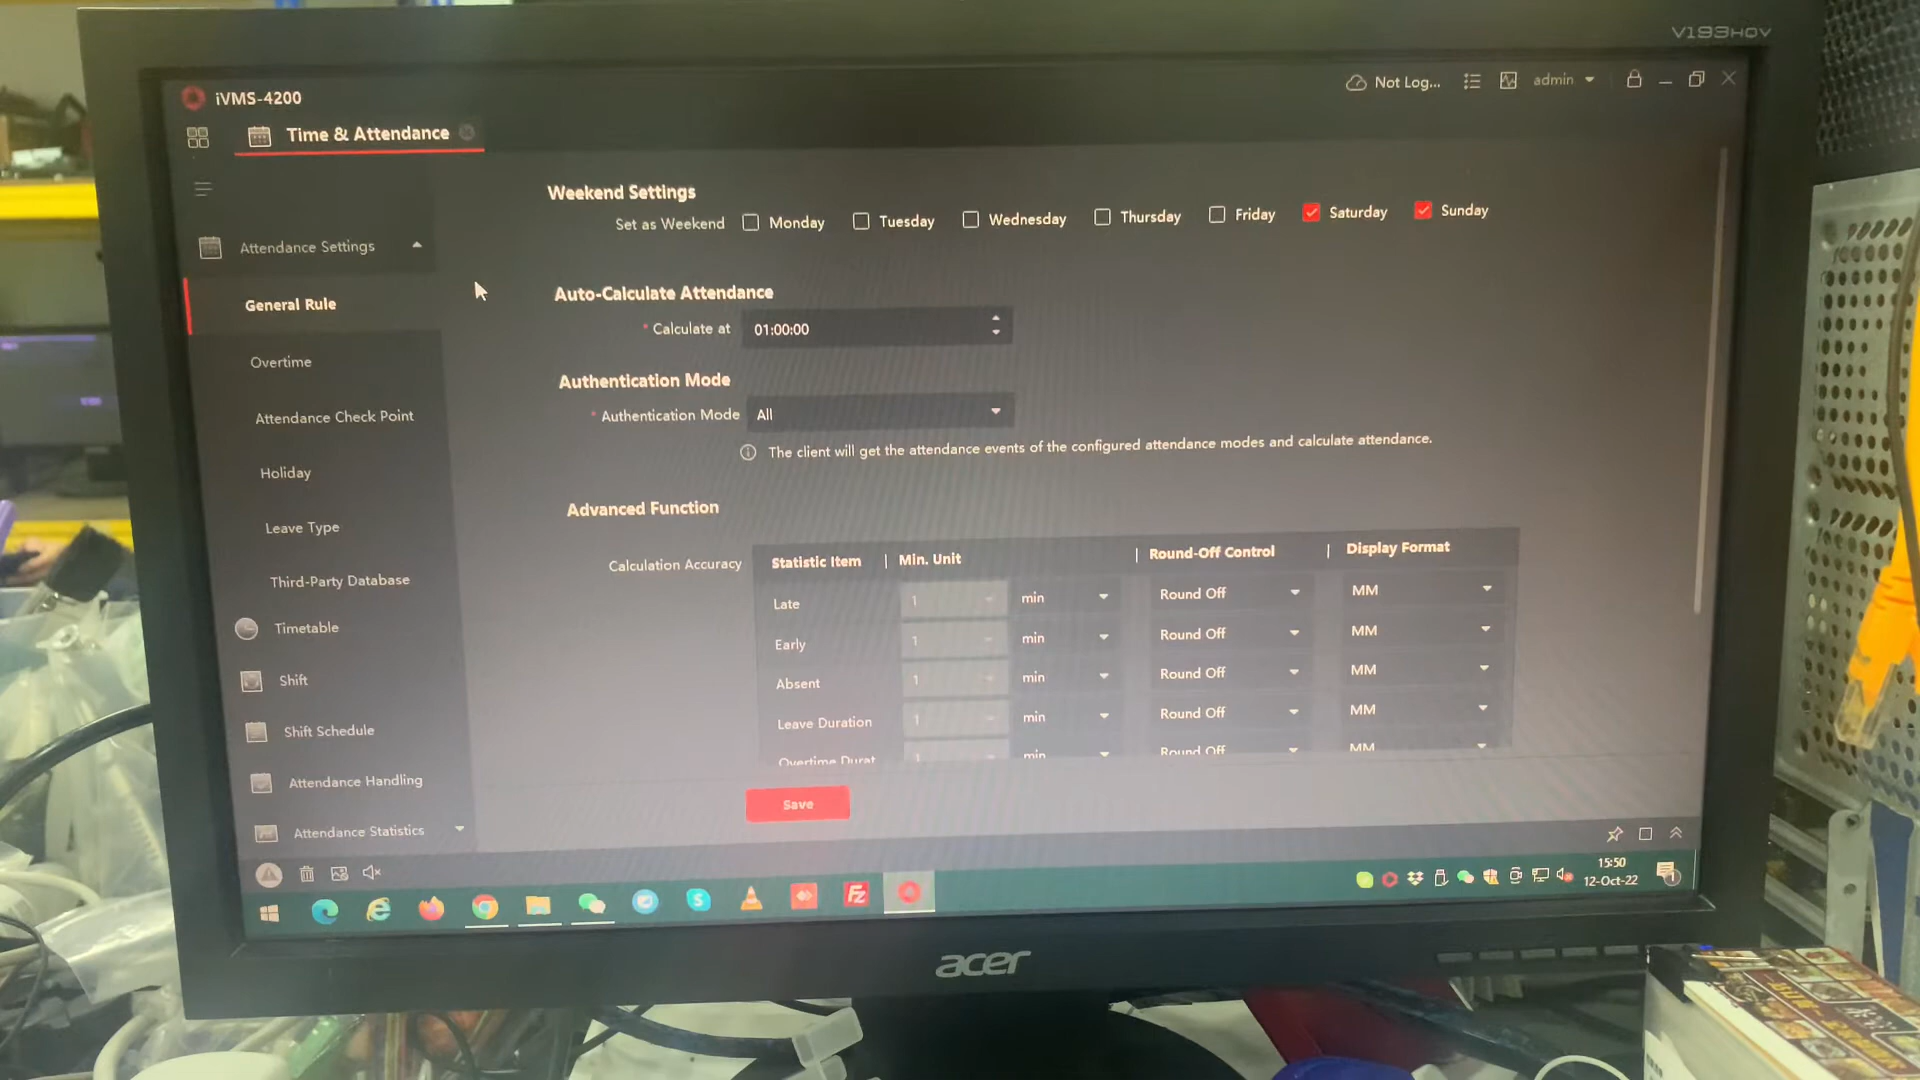 V193HQV
iVMS-4200
Not Log...
admin
Time & Attendance
Weekend Settings
Set as Weekend Monday Tuesday Wednesday Thursday Friday Saturday Sunday
Attendance Settings
General Rule
Overtime
Attendance Check Point
Holiday
Leave Type
Third-Party Database
Timetable
Shift
Shift Schedule
Attendance Handling
Attendance Statistics
Auto-Calculate Attendance
* Calculate at 01:00:00
Authentication Mode
* Authentication Mode All
The client will get the attendance events of the configured attendance modes and calculate attendance.
Advanced Function
Calculation Accuracy
Statistic Item | Min. Unit | Round-Off Control | Display Format
Late 1 min Round Off MM
Early 1 min Round Off MM
Absent 1 min Round Off MM
Leave Duration 1 min Round Off MM
Overtime Durat 1 min Round Off MM
Save
15:50
12-Oct-22
1
acer